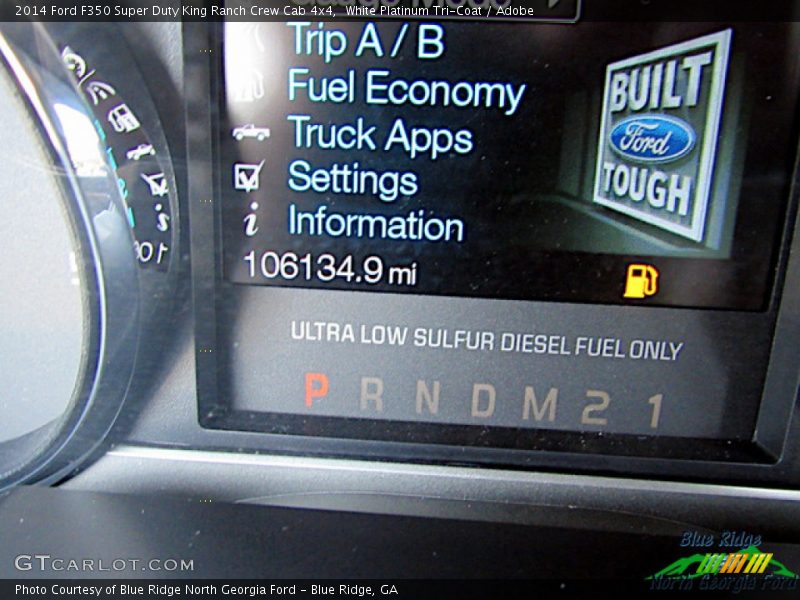 2014 Ford F350 Super Duty King Ranch Crew Cab 4x4, White Platinum Tri-Coat / Adobe
Trip A / B
Fuel Economy
Truck Apps
Settings
Information
106134.9 mi
BUILT
Ford
TOUGH
ULTRA LOW SULFUR DIESEL FUEL ONLY
P R N D M 2 1
GTCARLOT.COM
Blue Ridge
North Georgia Ford
Photo Courtesy of Blue Ridge North Georgia Ford - Blue Ridge, GA